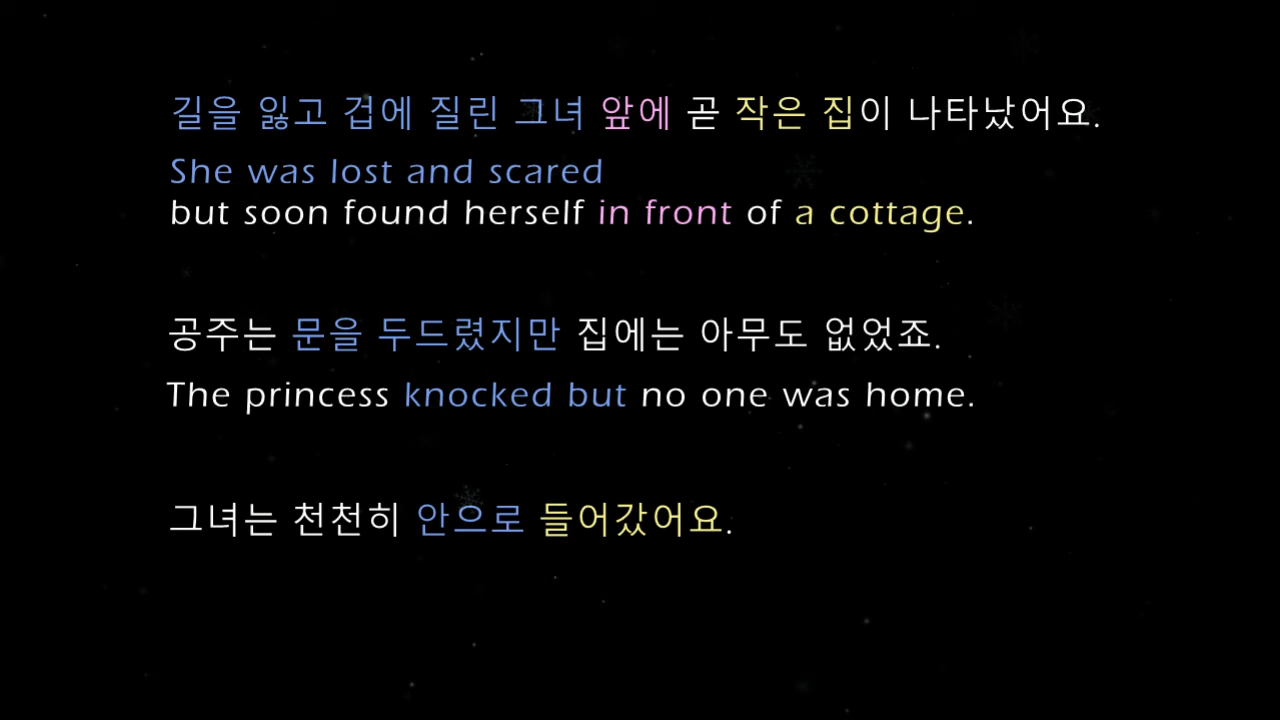 길을 잃고 겁에 질린 그녀 앞에 곧 작은 집이 나타났어요.
She was lost and scared
but soon found herself in front of a cottage.
공주는 문을 두드렸지만 집에는 아무도 없었죠.
The princess knocked but no one was home.
그녀는 천천히 안으로 들어갔어요.